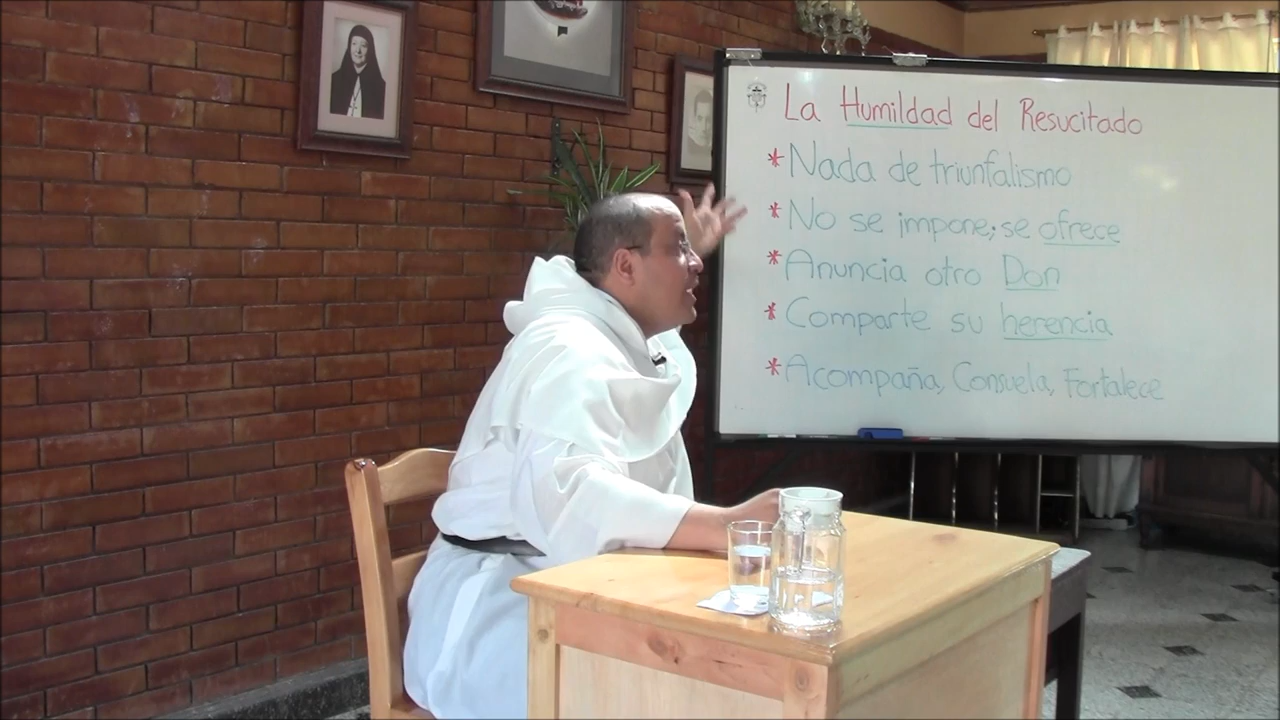 La Humildad del Resucitado
* Nada de triunfalismo
* No se impone; se ofrece
* Anuncia otro Don
* Comparte su herencia
* Acompaña, Consuela, Fortalece